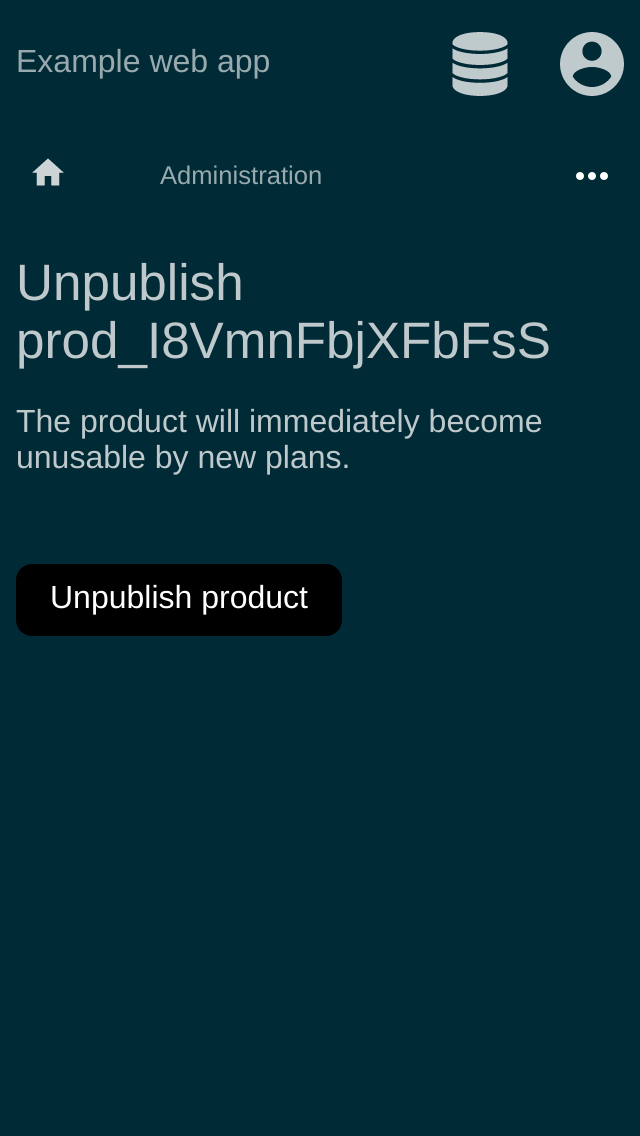 Example web app
Administration
Unpublish
prod_I8VmnFbjXFbFsS
The product will immediately become
unusable by new plans.
Unpublish product